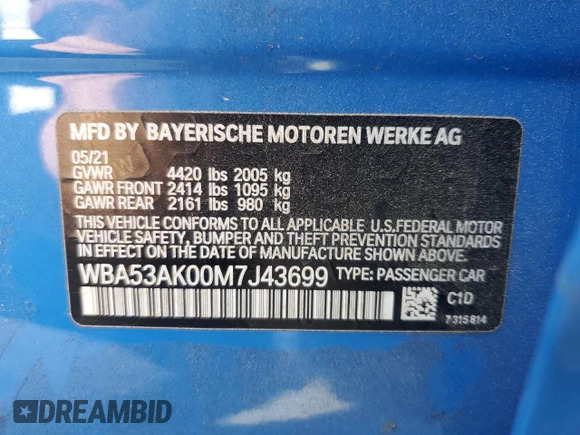 MFD BY BAYERISCHE MOTOREN WERKE AG
05/21
GVWR 4420 lbs 2005 kg
GAWR FRONT 2414 lbs 1095 kg
GAWR REAR 2161 lbs 980 kg
THIS VEHICLE CONFORMS TO ALL APPLICABLE U.S.FEDERAL MOTOR
VEHICLE SAFETY, BUMPER AND THEFT PREVENTION STANDARDS
IN EFFECT ON THE DATE OF MANUFACTURE SHOWN ABOVE.
WBA53AK00M7J43699 TYPE: PASSENGER CAR
C1D
7315814
DREAMBID